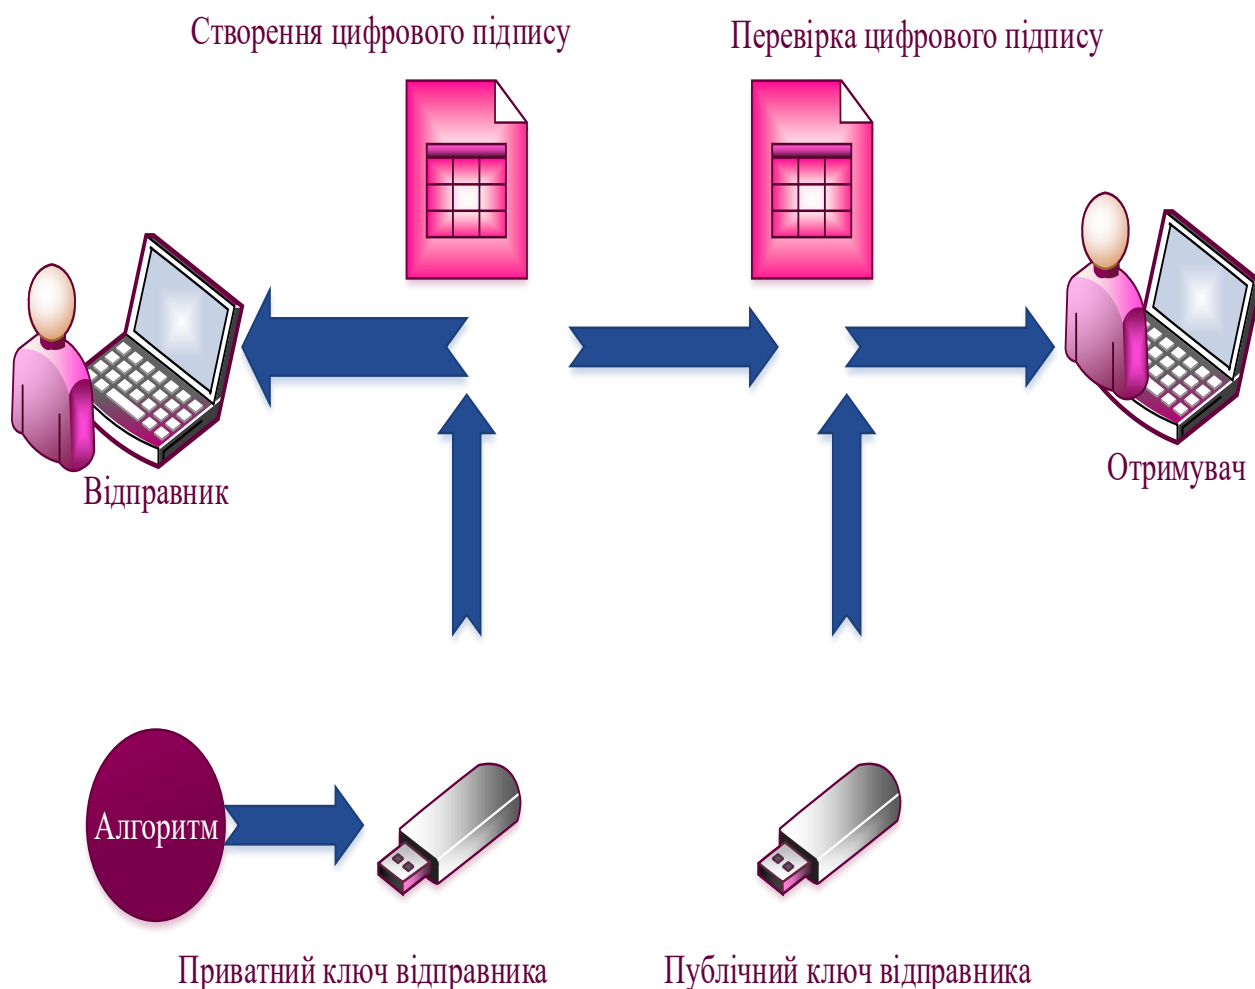 Створення цифрового підпису
Перевірка цифрового підпису
Відправник
Отримувач
Алгоритм
Приватний ключ відправника
Публічний ключ відправника